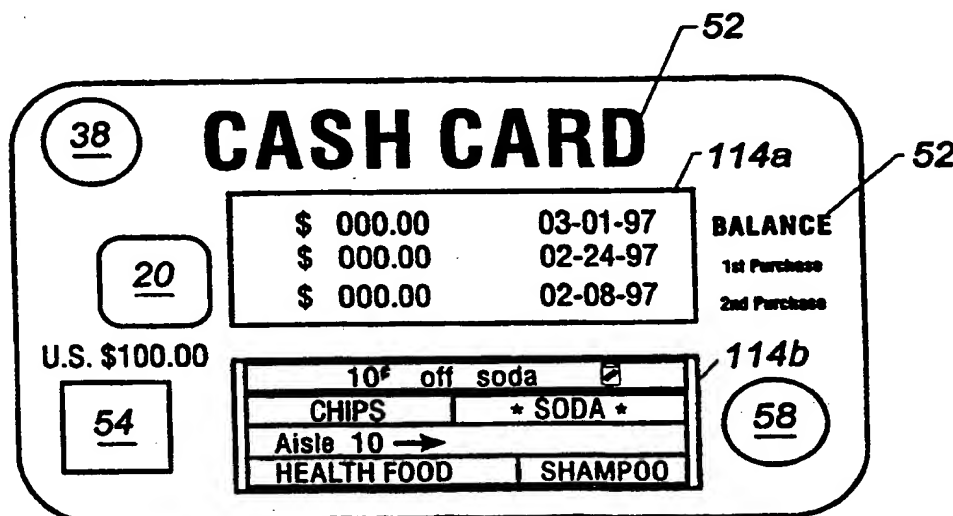 52
38 CASH CARD
114a 52
$ 000.00 03-01-97 BALANCE
$ 000.00 02-24-97 1st Purchase
$ 000.00 02-08-97 2nd Purchase
20
U.S. $100.00
114b
10¢ off soda
CHIPS * SODA *
Aisle 10 →
HEALTH FOOD SHAMPOO
54
58